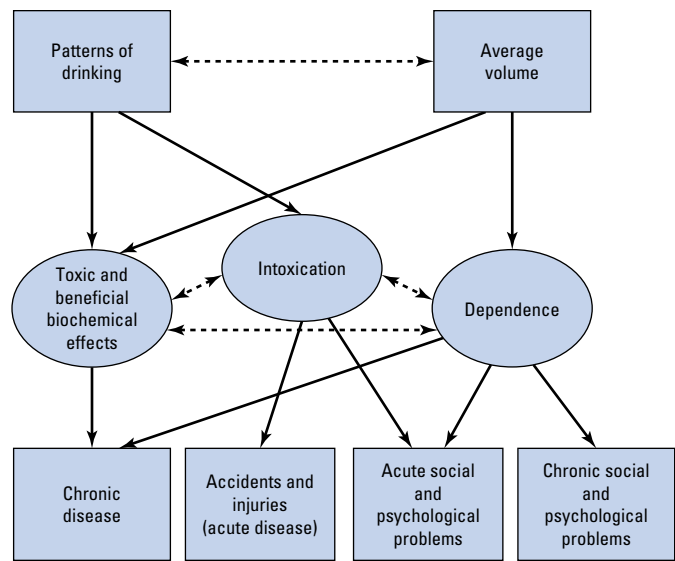 Patterns of
drinking
Average
volume
Toxic and
beneficial
biochemical
effects
Intoxication
Dependence
Chronic
disease
Accidents and
injuries
(acute disease)
Acute social
and
psychological
problems
Chronic social
and
psychological
problems